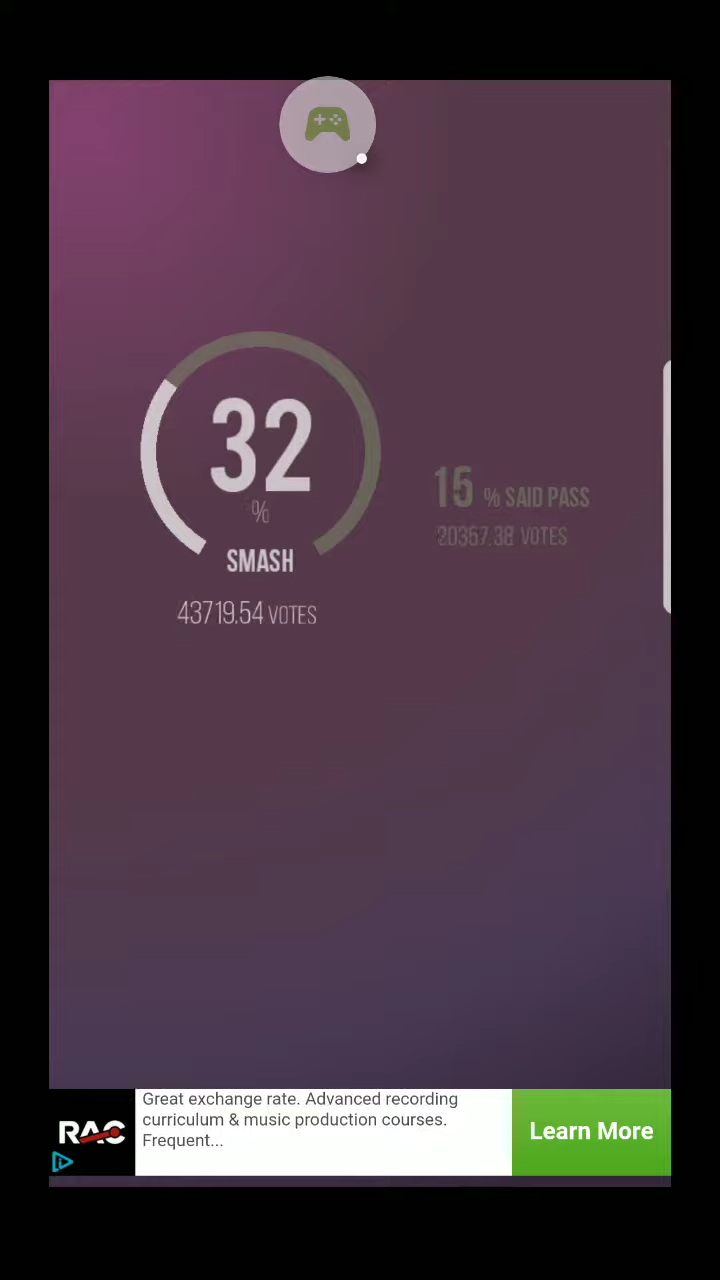 32
%
SMASH
43719.54 VOTES
15 % SAID PASS
20357.38 VOTES
RAC
Great exchange rate. Advanced recording
curriculum & music production courses.
Frequent...
Learn More